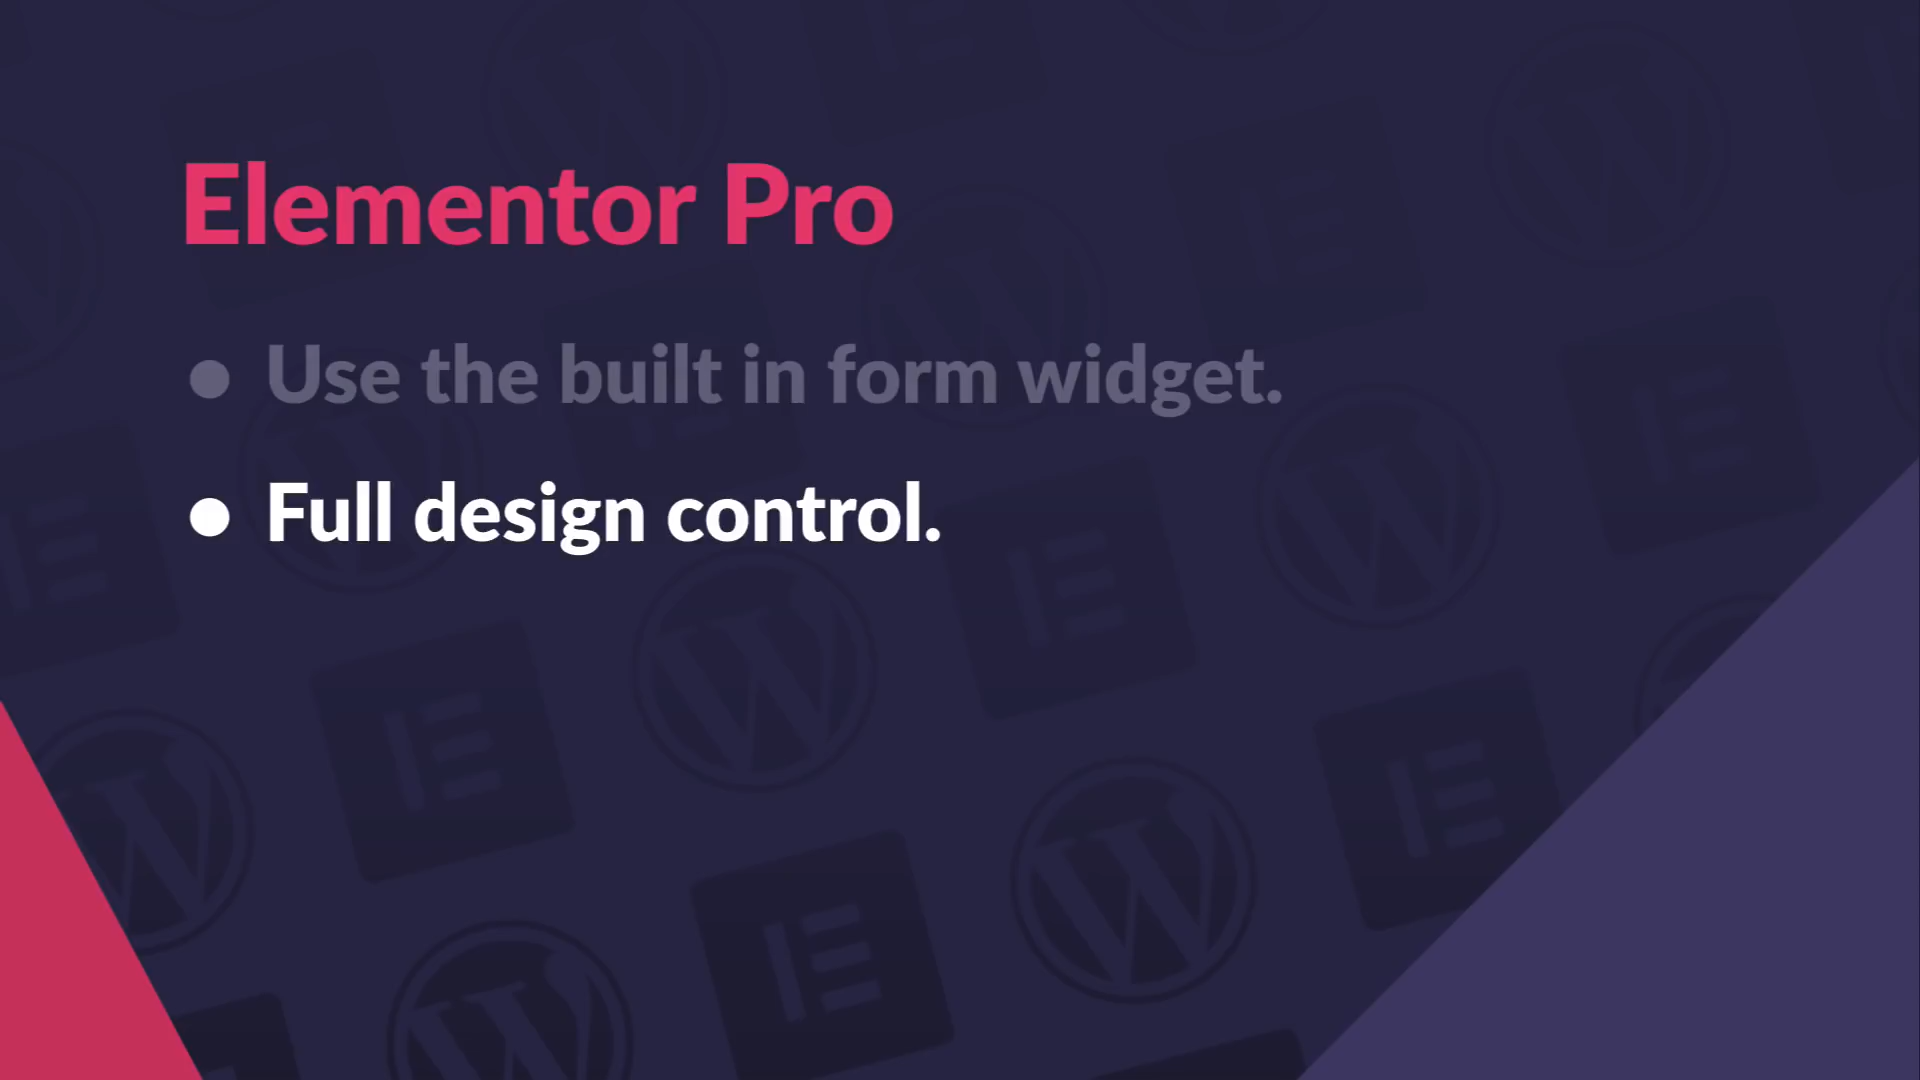 Elementor Pro
● Use the built in form widget.
● Full design control.